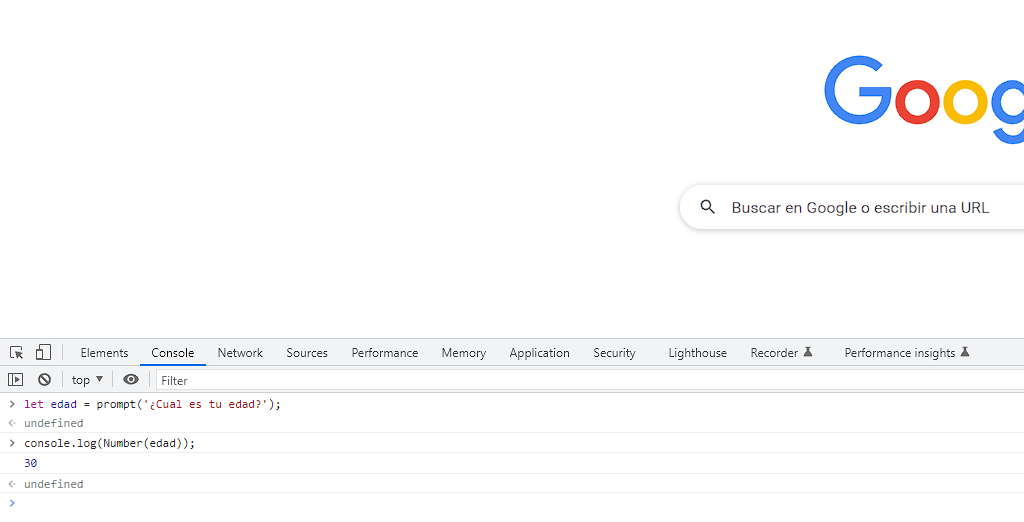 Goog
Buscar en Google o escribir una URL
Elements Console Network Sources Performance Memory Application Security Lighthouse Recorder Performance insights
top Filter
let edad = prompt('¿Cual es tu edad?');
undefined
console.log(Number(edad));
30
undefined